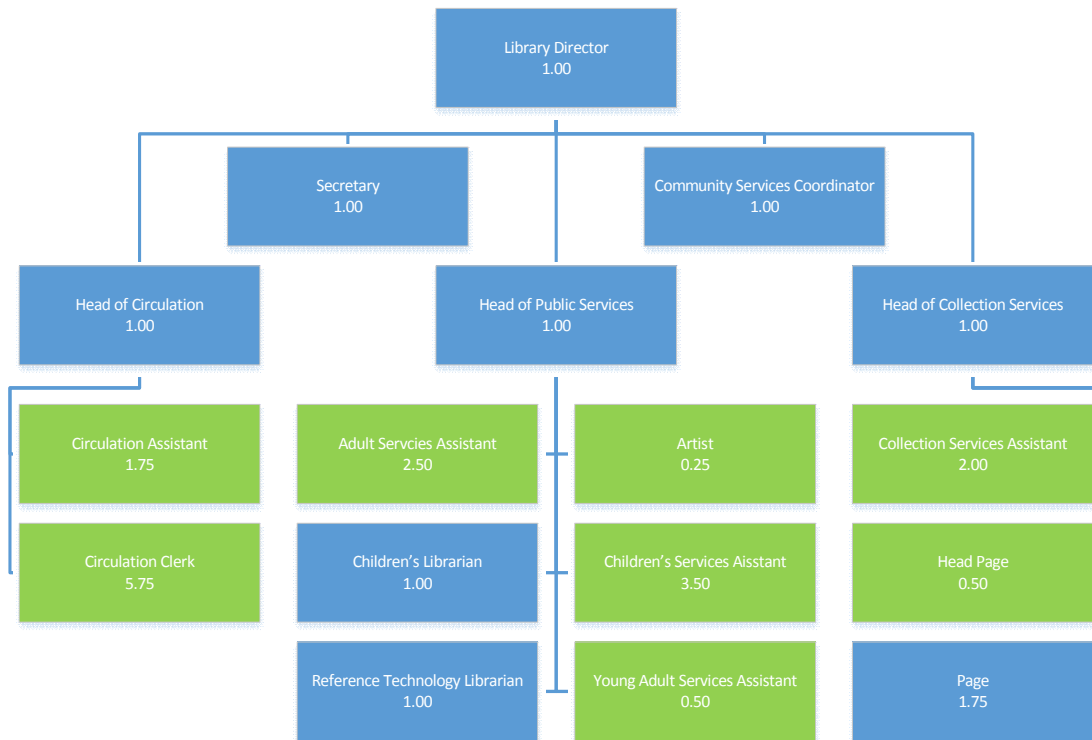 Library Director
1.00
Secretary
1.00
Community Services Coordinator
1.00
Head of Circulation
1.00
Head of Public Services
1.00
Head of Collection Services
1.00
Circulation Assistant
1.75
Adult Servcies Assistant
2.50
Artist
0.25
Collection Services Assistant
2.00
Circulation Clerk
5.75
Children's Librarian
1.00
Children's Services Aisstant
3.50
Head Page
0.50
Reference Technology Librarian
1.00
Young Adult Services Assistant
0.50
Page
1.75